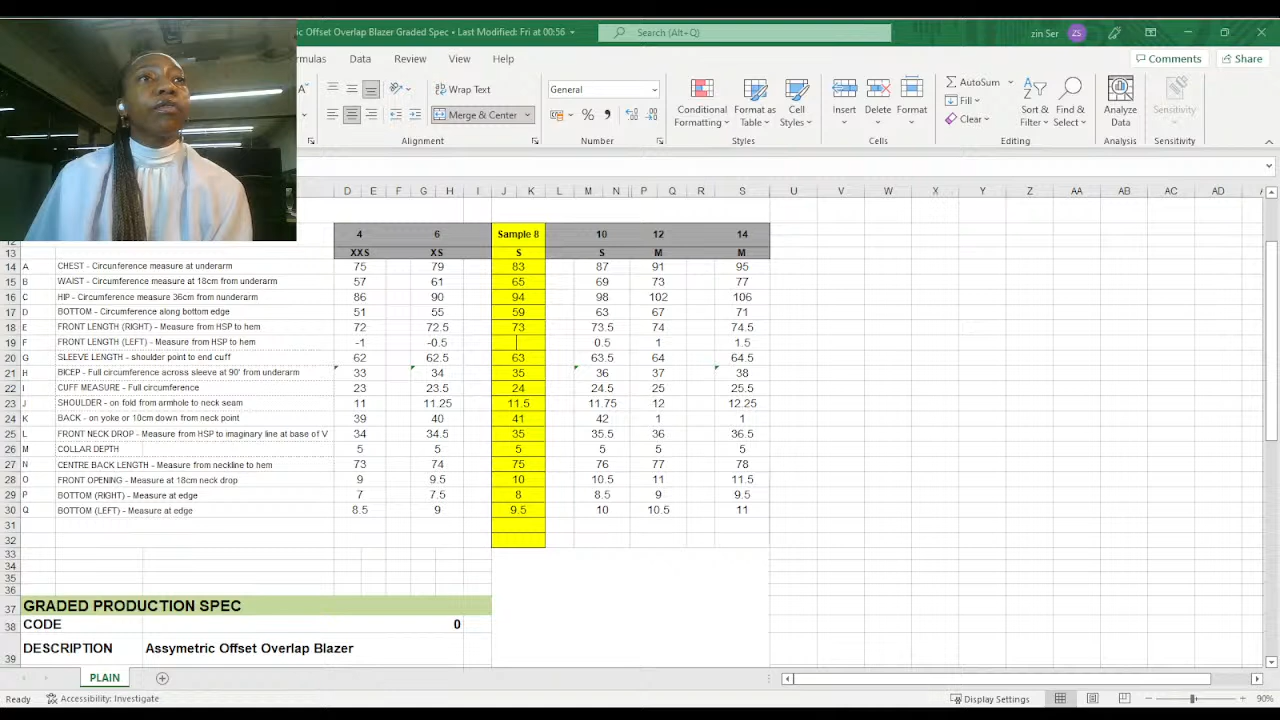 ic Offset Overlap Blazer Graded Spec • Last Modified: Fri at 00:56
Search (Alt+Q)
zin Ser
ZS
rmulas Data Review View Help
Comments Share
Wrap Text
Merge & Center
General
Conditional Formatting
Format as Table
Cell Styles
Insert
Delete
Format
AutoSum
Fill
Clear
Sort & Filter
Find & Select
Analyze Data
Sensitivity
Alignment Number Styles Cells Editing Analysis Sensitivity
D E F G H I J K L M N P Q R S U V W X Y Z AA AB AC AD
12 4 6 Sample 8 10 12 14
13 XXS XS S S M M
14 A CHEST - Circunference measure at underarm 75 79 83 87 91 95
15 B WAIST - Circumference measure at 18cm from underarm 57 61 65 69 73 77
16 C HIP - Circumference measure 36cm from nunderarm 86 90 94 98 102 106
17 D BOTTOM - Circumference along bottom edge 51 55 59 63 67 71
18 E FRONT LENGTH (RIGHT) - Measure from HSP to hem 72 72.5 73 73.5 74 74.5
19 F FRONT LENGTH (LEFT) - Measure from HSP to hem -1 -0.5 0.5 1 1.5
20 G SLEEVE LENGTH - shoulder point to end cuff 62 62.5 63 63.5 64 64.5
21 H BICEP - Full circumference across sleeve at 90' from underarm 33 34 35 36 37 38
22 I CUFF MEASURE - Full circumference 23 23.5 24 24.5 25 25.5
23 J SHOULDER - on fold from armhole to neck seam 11 11.25 11.5 11.75 12 12.25
24 K BACK - on yoke or 10cm down from neck point 39 40 41 42 1 1
25 L FRONT NECK DROP - Measure from HSP to imaginary line at base of V 34 34.5 35 35.5 36 36.5
26 M COLLAR DEPTH 5 5 5 5 5 5
27 N CENTRE BACK LENGTH - Measure from neckline to hem 73 74 75 76 77 78
28 O FRONT OPENING - Measure at 18cm neck drop 9 9.5 10 10.5 11 11.5
29 P BOTTOM (RIGHT) - Measure at edge 7 7.5 8 8.5 9 9.5
30 Q BOTTOM (LEFT) - Measure at edge 8.5 9 9.5 10 10.5 11
31
32
33
34
35
36
37 GRADED PRODUCTION SPEC
38 CODE 0
39 DESCRIPTION Assymetric Offset Overlap Blazer
PLAIN
Ready Accessibility: Investigate Display Settings 90%